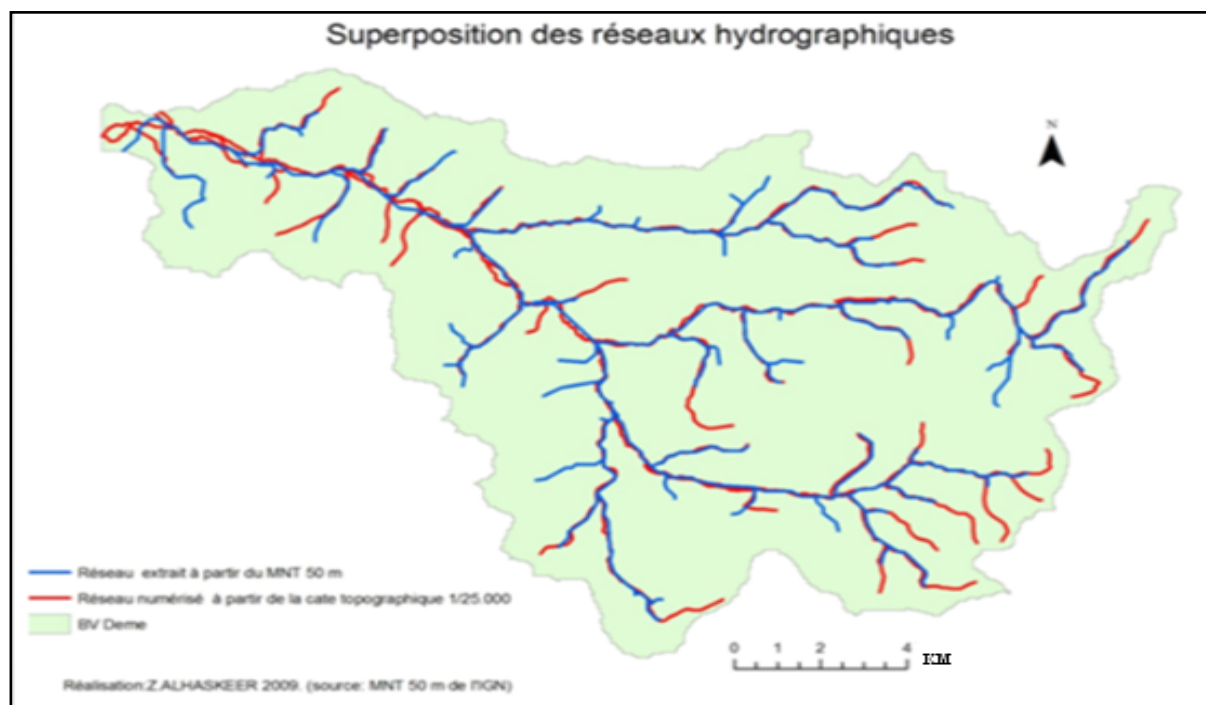 Superposition des réseaux hydrographiques
N
Réseau extrait à partir du MNT 50 m
Réseau numérisé à partir de la cate topographique 1/25.000
BV Deme
0 1 2 4 KM
Réalisation:Z.ALHASKEER 2009. (source: MNT 50 m de l'IGN)